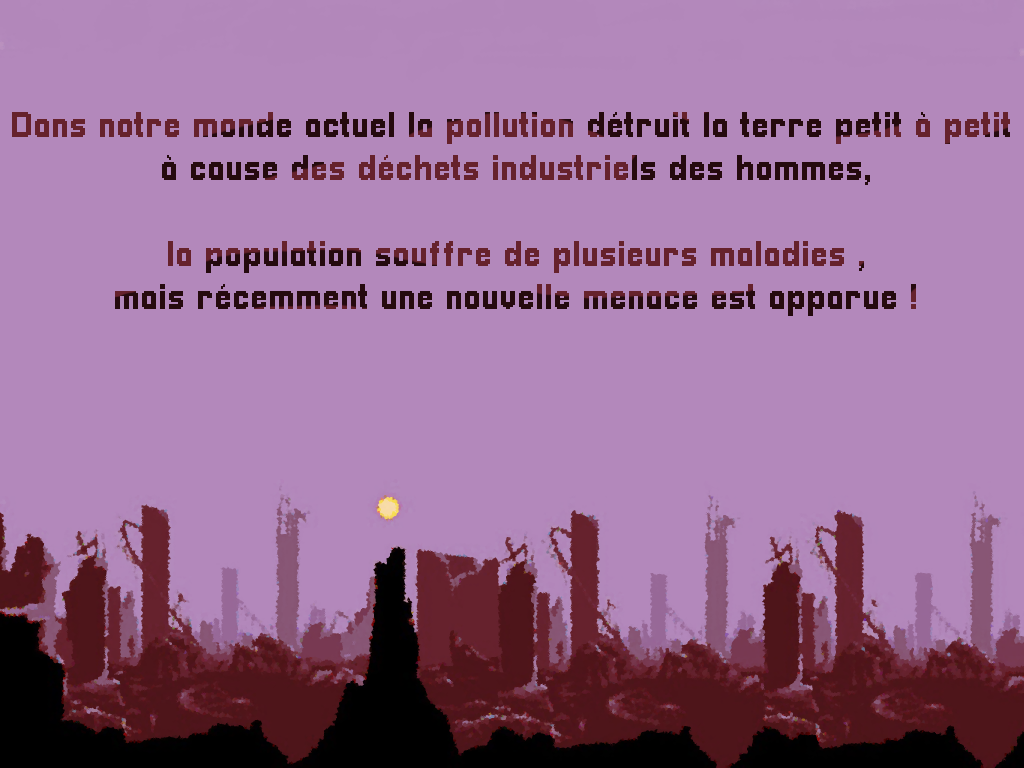 Dans notre monde actuel la pollution détruit la terre petit à petit
à cause des déchets industriels des hommes,
la population souffre de plusieurs maladies ,
mais récemment une nouvelle menace est apparue !